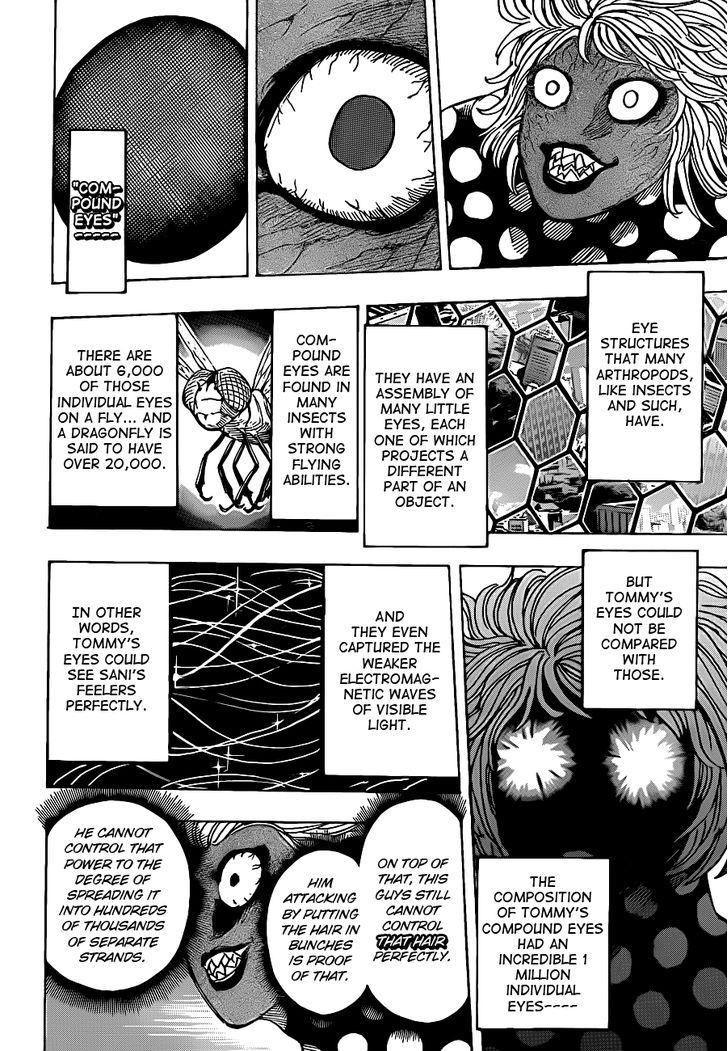 "COM-
POUND
EYES"
-----
EYE
STRUCTURES
THAT MANY
ARTHROPODS,
LIKE INSECTS
AND SUCH,
HAVE.
THEY HAVE AN
ASSEMBLY OF
MANY LITTLE
EYES, EACH
ONE OF WHICH
PROJECTS A
DIFFERENT
PART OF AN
OBJECT.
COM-
POUND
EYES ARE
FOUND IN
MANY
INSECTS
WITH
STRONG
FLYING
ABILITIES.
THERE ARE
ABOUT 6,000
OF THOSE
INDIVIDUAL EYES
ON A FLY... AND
A DRAGONFLY IS
SAID TO HAVE
OVER 20,000.
BUT
TOMMY'S
EYES COULD
NOT BE
COMPARED
WITH
THOSE.
THE
COMPOSITION
OF TOMMY'S
COMPOUND EYES
HAD AN
INCREDIBLE 1
MILLION
INDIVIDUAL
EYES----
AND
THEY EVEN
CAPTURED THE
WEAKER
ELECTROMAG-
NETIC WAVES
OF VISIBLE
LIGHT.
IN OTHER
WORDS,
TOMMY'S
EYES COULD
SEE SANI'S
FEELERS
PERFECTLY.
ON TOP OF
THAT, THIS
GUYS STILL
CANNOT
CONTROL
THAT HAIR
PERFECTLY.
HIM
ATTACKING
BY PUTTING
THE HAIR IN
BUNCHES
IS PROOF
OF THAT.
HE CANNOT
CONTROL THAT
POWER TO THE
DEGREE OF
SPREADING IT
INTO HUNDREDS
OF THOUSANDS
OF SEPARATE
STRANDS.